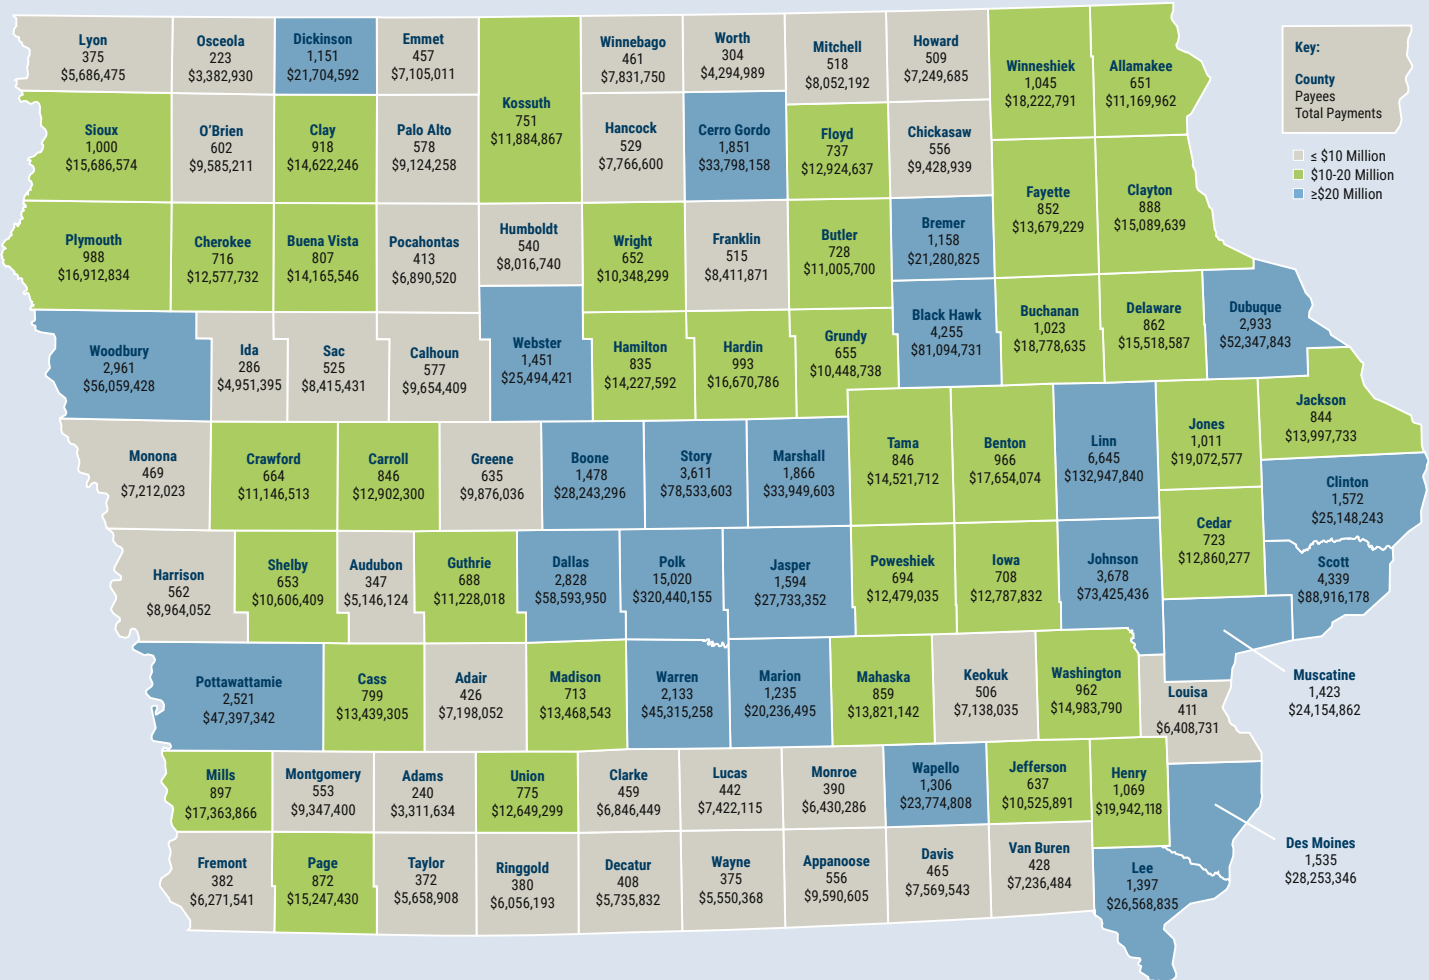 Lyon
375
$5,686,475
Osceola
223
$3,382,930
Dickinson
1,151
$21,704,592
Emmet
457
$7,105,011
Kossuth
751
$11,884,867
Winnebago
461
$7,831,750
Worth
304
$4,294,989
Mitchell
518
$8,052,192
Howard
509
$7,249,685
Winneshiek
1,045
$18,222,791
Allamakee
651
$11,169,962
Key:
County
Payees
Total Payments
≤ $10 Million
$10-20 Million
≥$20 Million
Sioux
1,000
$15,686,574
O'Brien
602
$9,585,211
Clay
918
$14,622,246
Palo Alto
578
$9,124,258
Hancock
529
$7,766,600
Cerro Gordo
1,851
$33,798,158
Floyd
737
$12,924,637
Chickasaw
556
$9,428,939
Fayette
852
$13,679,229
Clayton
888
$15,089,639
Plymouth
988
$16,912,834
Cherokee
716
$12,577,732
Buena Vista
807
$14,165,546
Pocahontas
413
$6,890,520
Humboldt
540
$8,016,740
Wright
652
$10,348,299
Franklin
515
$8,411,871
Butler
728
$11,005,700
Bremer
1,158
$21,280,825
Woodbury
2,961
$56,059,428
Ida
286
$4,951,395
Sac
525
$8,415,431
Calhoun
577
$9,654,409
Webster
1,451
$25,494,421
Hamilton
835
$14,227,592
Hardin
993
$16,670,786
Grundy
655
$10,448,738
Black Hawk
4,255
$81,094,731
Buchanan
1,023
$18,778,635
Delaware
862
$15,518,587
Dubuque
2,933
$52,347,843
Monona
469
$7,212,023
Crawford
664
$11,146,513
Carroll
846
$12,902,300
Greene
635
$9,876,036
Boone
1,478
$28,243,296
Story
3,611
$78,533,603
Marshall
1,866
$33,949,603
Tama
846
$14,521,712
Benton
966
$17,654,074
Linn
6,645
$132,947,840
Jones
1,011
$19,072,577
Jackson
844
$13,997,733
Clinton
1,572
$25,148,243
Cedar
723
$12,860,277
Harrison
562
$8,964,052
Shelby
653
$10,606,409
Audubon
347
$5,146,124
Guthrie
688
$11,228,018
Dallas
2,828
$58,593,950
Polk
15,020
$320,440,155
Jasper
1,594
$27,733,352
Poweshiek
694
$12,479,035
Iowa
708
$12,787,832
Johnson
3,678
$73,425,436
Scott
4,339
$88,916,178
Pottawattamie
2,521
$47,397,342
Cass
799
$13,439,305
Adair
426
$7,198,052
Madison
713
$13,468,543
Warren
2,133
$45,315,258
Marion
1,235
$20,236,495
Mahaska
859
$13,821,142
Keokuk
506
$7,138,035
Washington
962
$14,983,790
Louisa
411
$6,408,731
Muscatine
1,423
$24,154,862
Mills
897
$17,363,866
Montgomery
553
$9,347,400
Adams
240
$3,311,634
Union
775
$12,649,299
Clarke
459
$6,846,449
Lucas
442
$7,422,115
Monroe
390
$6,430,286
Wapello
1,306
$23,774,808
Jefferson
637
$10,525,891
Henry
1,069
$19,942,118
Des Moines
1,535
$28,253,346
Fremont
382
$6,271,541
Page
872
$15,247,430
Taylor
372
$5,658,908
Ringgold
380
$6,056,193
Decatur
408
$5,735,832
Wayne
375
$5,550,368
Appanoose
556
$9,590,605
Davis
465
$7,569,543
Van Buren
428
$7,236,484
Lee
1,397
$26,568,835